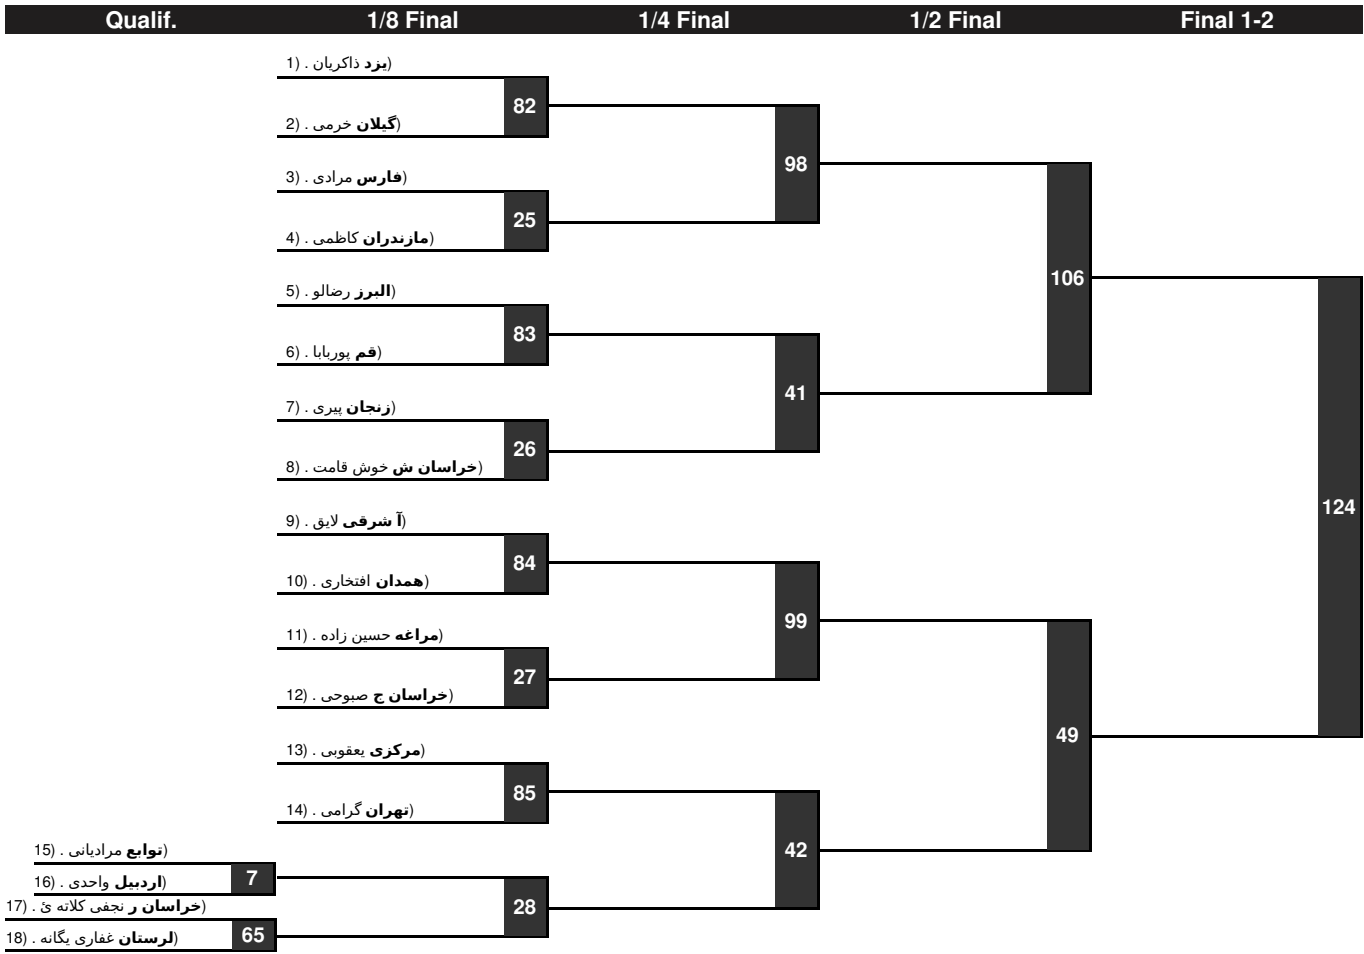 Qualif. 1/8 Final 1/4 Final 1/2 Final Final 1-2
1) . ذاکریان یزد)
82
2) . خرمی گیلان)
98
3) . مرادی فارس)
25
4) . کاظمی مازندران)
106
5) . رضالو البرز)
83
6) . پوربابا قم)
41
7) . پیری زنجان)
26
8) . خوش قامت خراسان ش)
124
9) . لایق آ شرقی)
84
10) . افتخاری همدان)
99
11) . حسین زاده مراغه)
27
12) . صبوحی خراسان ج)
49
13) . یعقوبی مرکزی)
85
14) . گرامی تهران)
42
15) . مرادیانی توابع)
7
16) . واحدی اردبیل)
28
17) . نجفی کلاته ئ خراسان ر)
65
18) . غفاری یگانه لرستان)